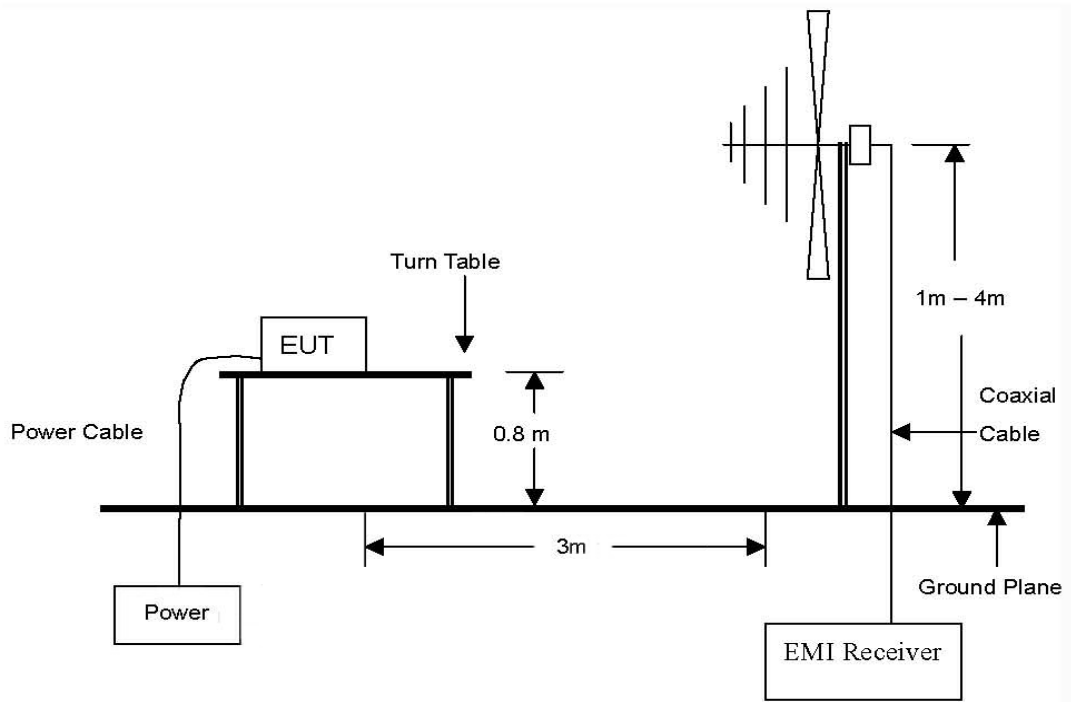 Turn Table
1m – 4m
EUT
Coaxial
Cable
Power Cable
0.8 m
3m
Ground Plane
Power
EMI Receiver